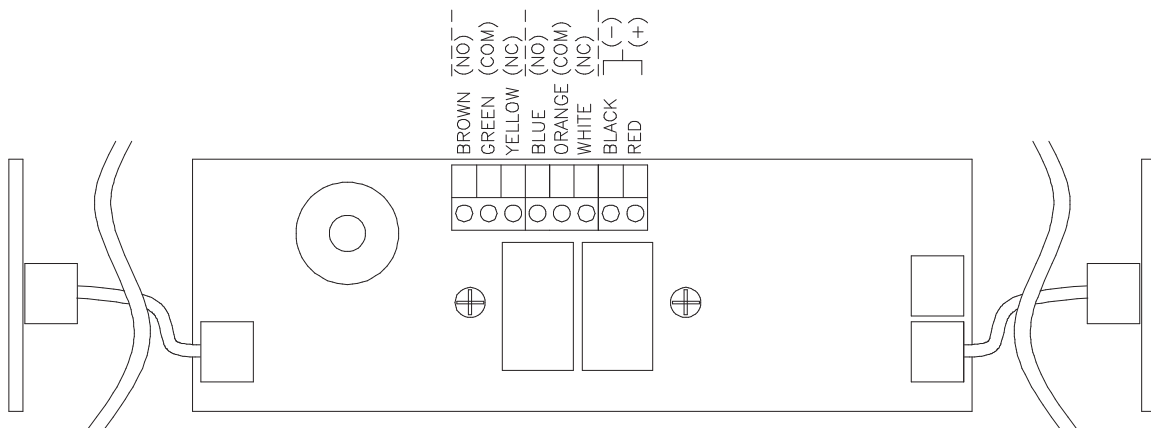 BROWN (NO)
GREEN (COM)
YELLOW (NC)
BLUE (NO)
ORANGE (COM)
WHITE (NC)
BLACK (-)
RED (+)